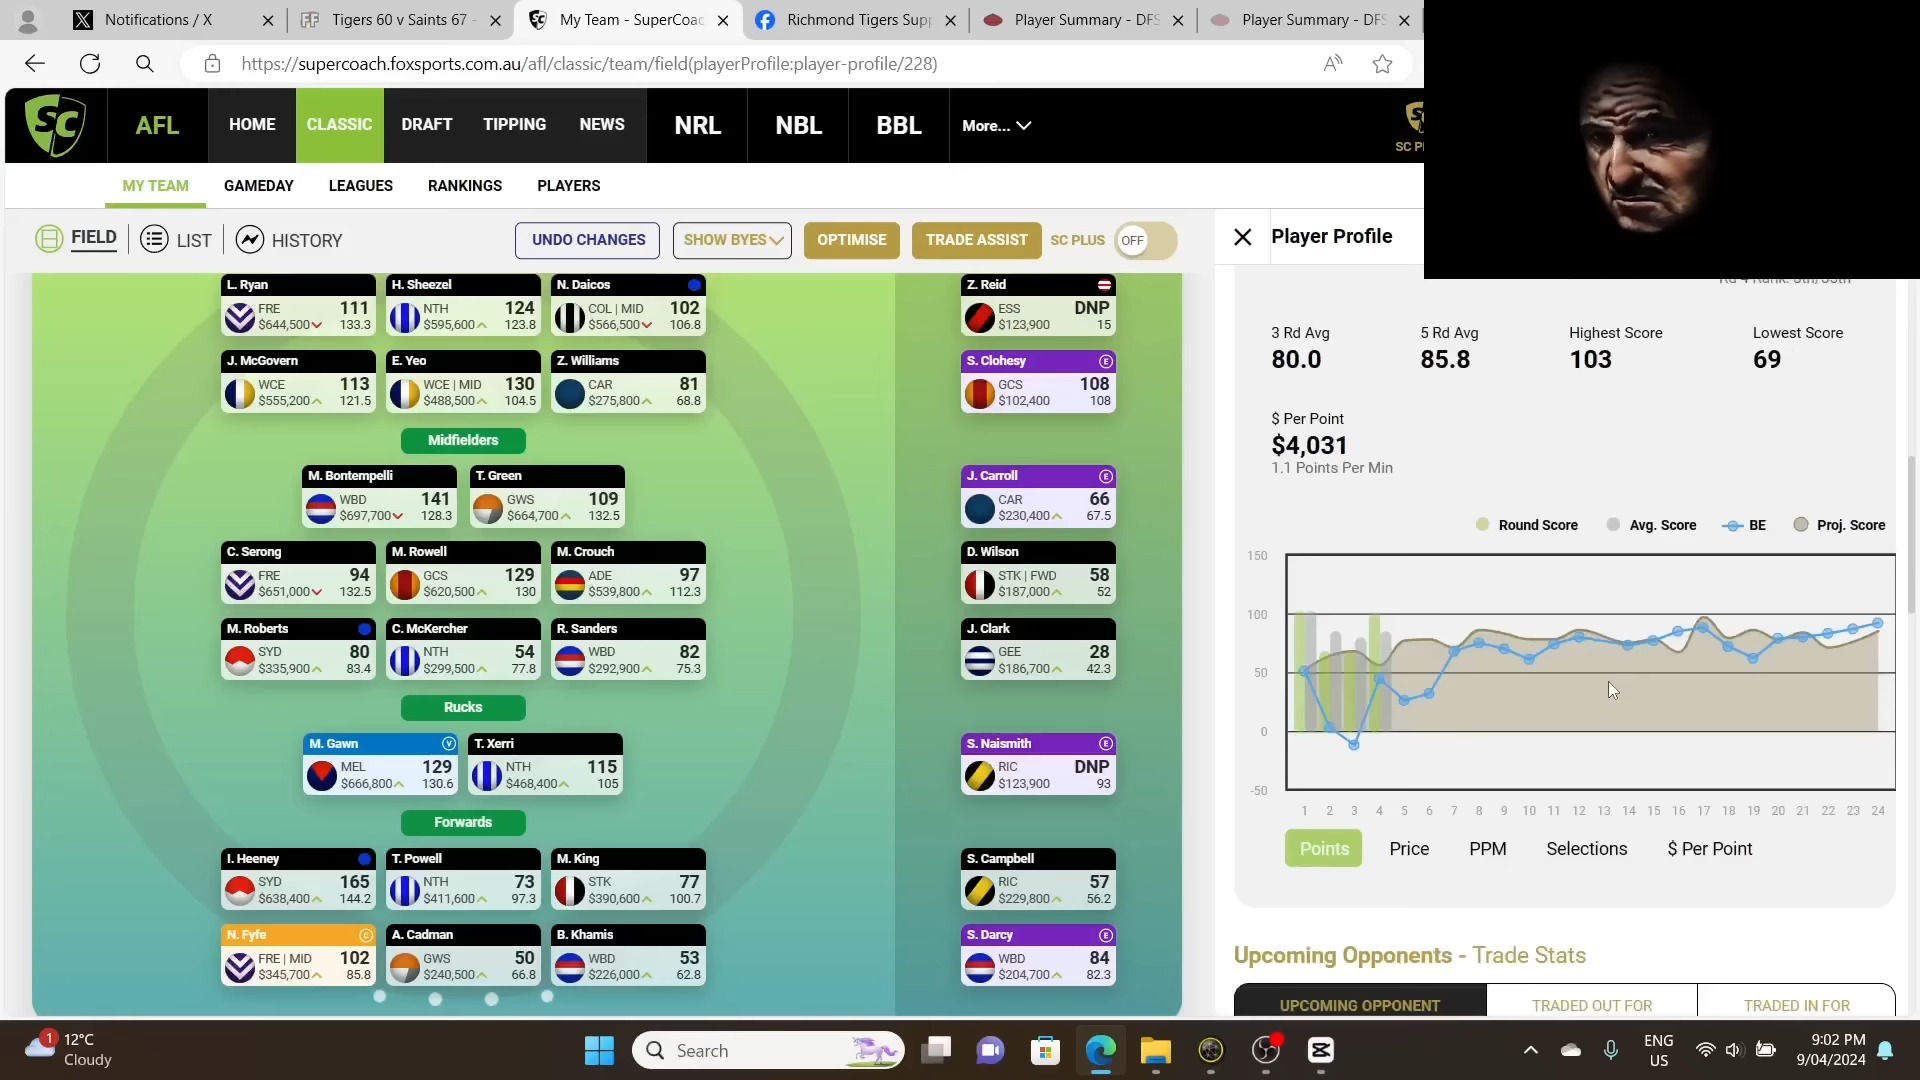 Notifications / X
Tigers 60 v Saints 67 -
My Team - SuperCoac
Richmond Tigers Supp
Player Summary - DFS
Player Summary - DFS
https://supercoach.foxsports.com.au/afl/classic/team/field(playerProfile:player-profile/228)
SC AFL HOME CLASSIC DRAFT TIPPING NEWS NRL NBL BBL More...
MY TEAM GAMEDAY LEAGUES RANKINGS PLAYERS
FIELD LIST HISTORY UNDO CHANGES SHOW BYES OPTIMISE TRADE ASSIST SC PLUS OFF
L. Ryan H. Sheezel N. Daicos Z. Reid
FRE 111 NTH 124 COL | MID 102 ESS DNP
$644,500 133.3 $595,600 123.8 $566,500 106.8 $123,900 15
J. McGovern E. Yeo Z. Williams S. Clohesy E
WCE 113 WCE | MID 130 CAR 81 GCS 108
$555,200 121.5 $488,500 104.5 $275,800 68.8 $102,400 108
Midfielders
M. Bontempelli T. Green J. Carroll E
WBD 141 GWS 109 CAR 66
$697,700 128.3 $664,700 132.5 $230,400 67.5
C. Serong M. Rowell M. Crouch D. Wilson
FRE 94 GCS 129 ADE 97 STK | FWD 58
$651,000 132.5 $620,500 130 $539,800 112.3 $187,000 52
M. Roberts C. McKercher R. Sanders J. Clark
SYD 80 NTH 54 WBD 82 GEE 28
$335,900 83.4 $299,500 77.8 $292,900 75.3 $186,700 42.3
Rucks
M. Gawn V T. Xerri S. Naismith E
MEL 129 NTH 115 RIC DNP
$666,800 130.6 $468,400 105 $123,900 93
Forwards
I. Heeney T. Powell M. King S. Campbell
SYD 165 NTH 73 STK 77 RIC 57
$638,400 144.2 $411,600 97.3 $390,600 100.7 $229,800 56.2
N. Fyfe C A. Cadman B. Khamis S. Darcy E
FRE | MID 102 GWS 50 WBD 53 WBD 84
$345,700 85.8 $240,500 66.8 $226,000 62.8 $204,700 82.3
Player Profile
3 Rd Avg 5 Rd Avg Highest Score Lowest Score
80.0 85.8 103 69
$ Per Point
$4,031
1.1 Points Per Min
Round Score Avg. Score BE Proj. Score
150
100
50
0
-50
1 2 3 4 5 6 7 8 9 10 11 12 13 14 15 16 17 18 19 20 21 22 23 24
Points Price PPM Selections $ Per Point
Upcoming Opponents - Trade Stats
UPCOMING OPPONENT TRADED OUT FOR TRADED IN FOR
1 12°C
Cloudy
Search
ENG
US
9:02 PM
9/04/2024